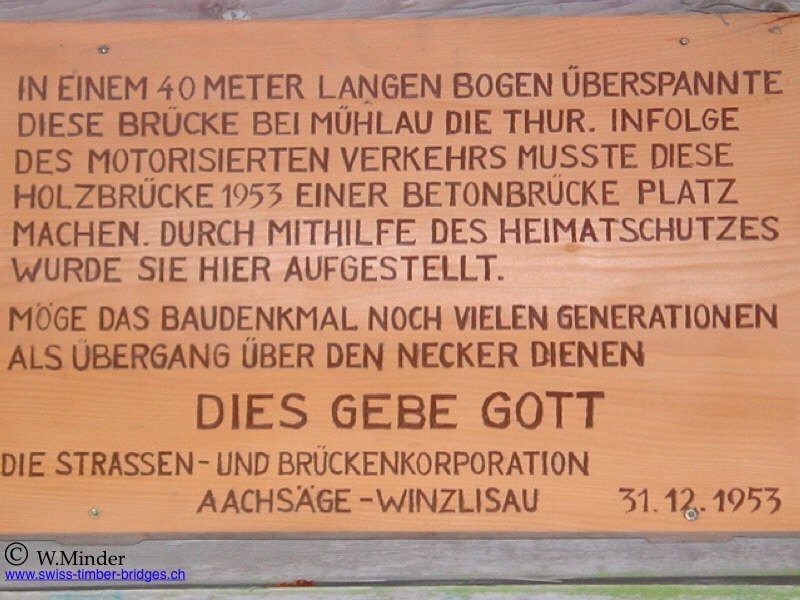 IN EINEM 40 METER LANGEN BOGEN ÜBERSPANNTE
DIESE BRÜCKE BEI MÜHLAU DIE THUR. INFOLGE
DES MOTORISIERTEN VERKEHRS MUSSTE DIESE
HOLZBRÜCKE 1953 EINER BETONBRÜCKE PLATZ
MACHEN. DURCH MITHILFE DES HEIMATSCHUTZES
WURDE SIE HIER AUFGESTELLT.
MÖGE DAS BAUDENKMAL NOCH VIELEN GENERATIONEN
ALS ÜBERGANG ÜBER DEN NECKER DIENEN
DIES GEBE GOTT
DIE STRASSEN- UND BRÜCKENKORPORATION
AACHSÄGE-WINZLISAU 31.12.1953
© W.Minder
www.swiss-timber-bridges.ch